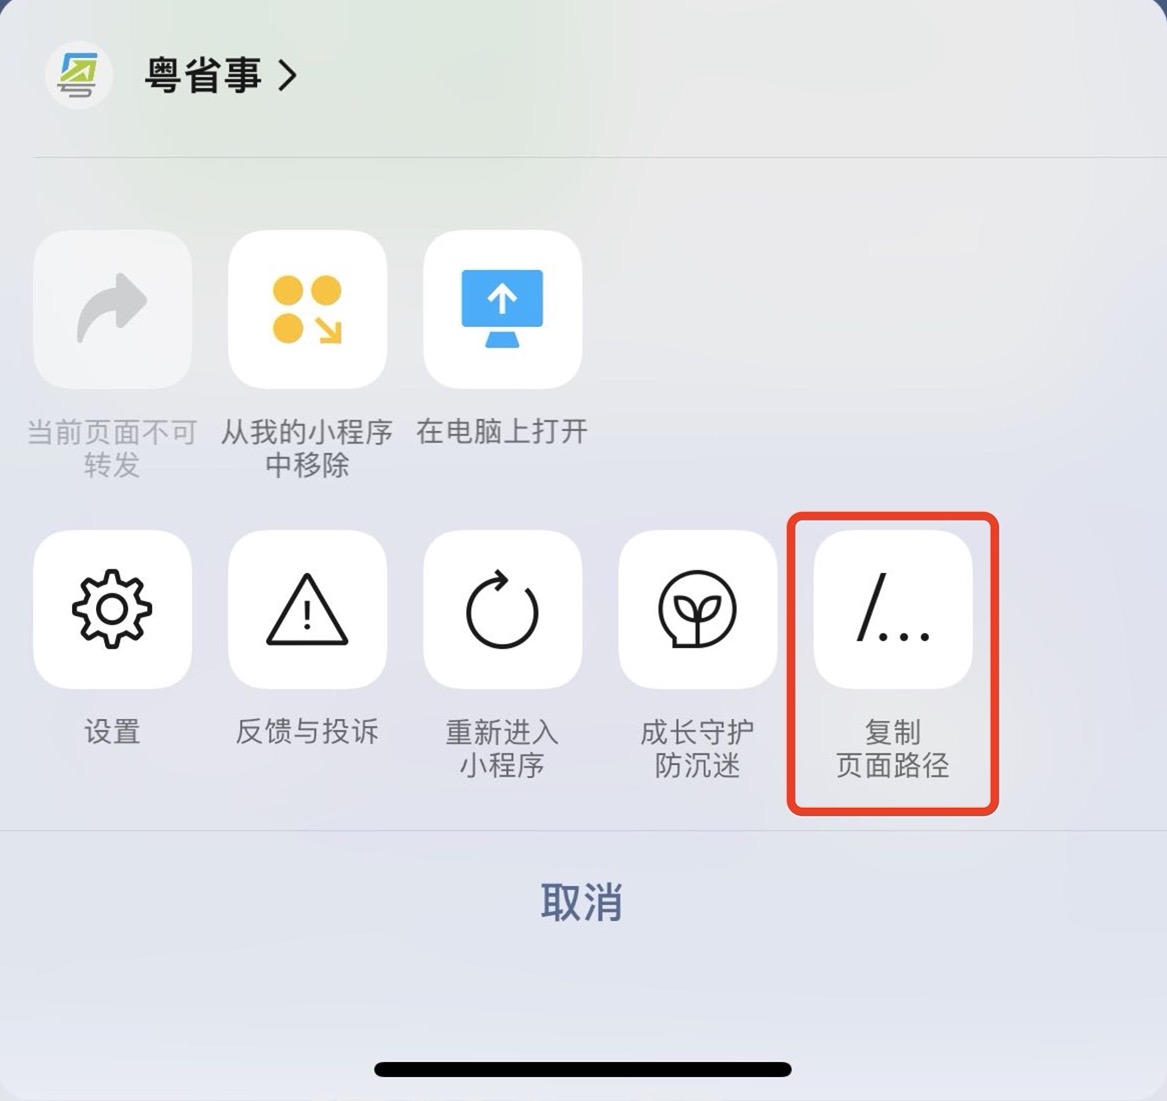 粤省事
当前页面不可
转发
从我的小程序
中移除
在电脑上打开
设置
反馈与投诉
重新进入
小程序
成长守护
防沉迷
/...
复制
页面路径
取消